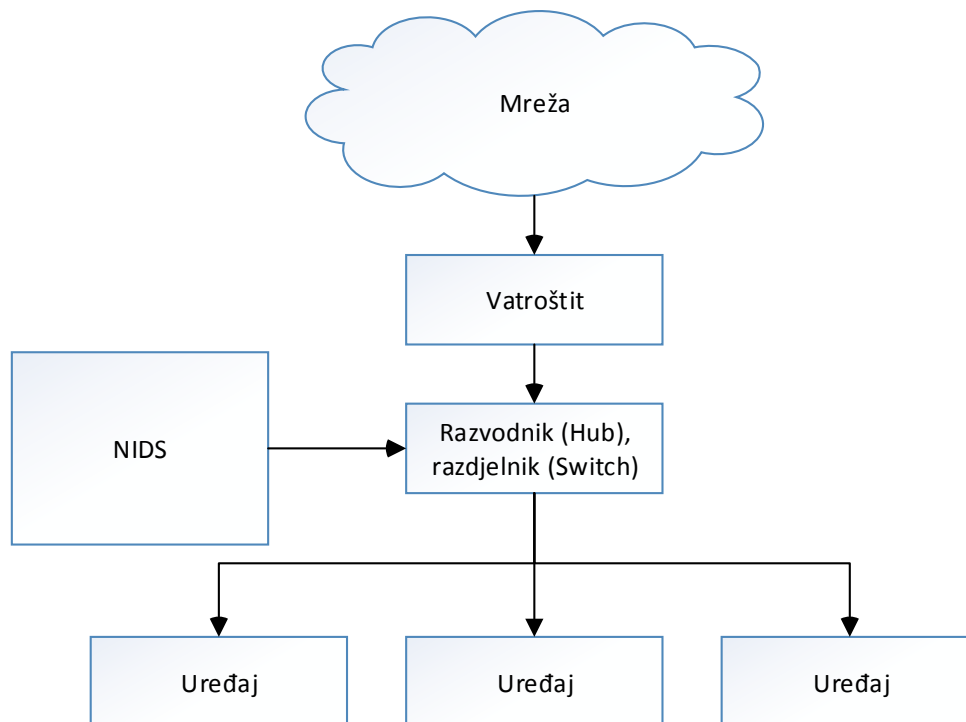 Mreža
Vatroštit
NIDS
Razvodnik (Hub),
razdjelnik (Switch)
Uređaj
Uređaj
Uređaj